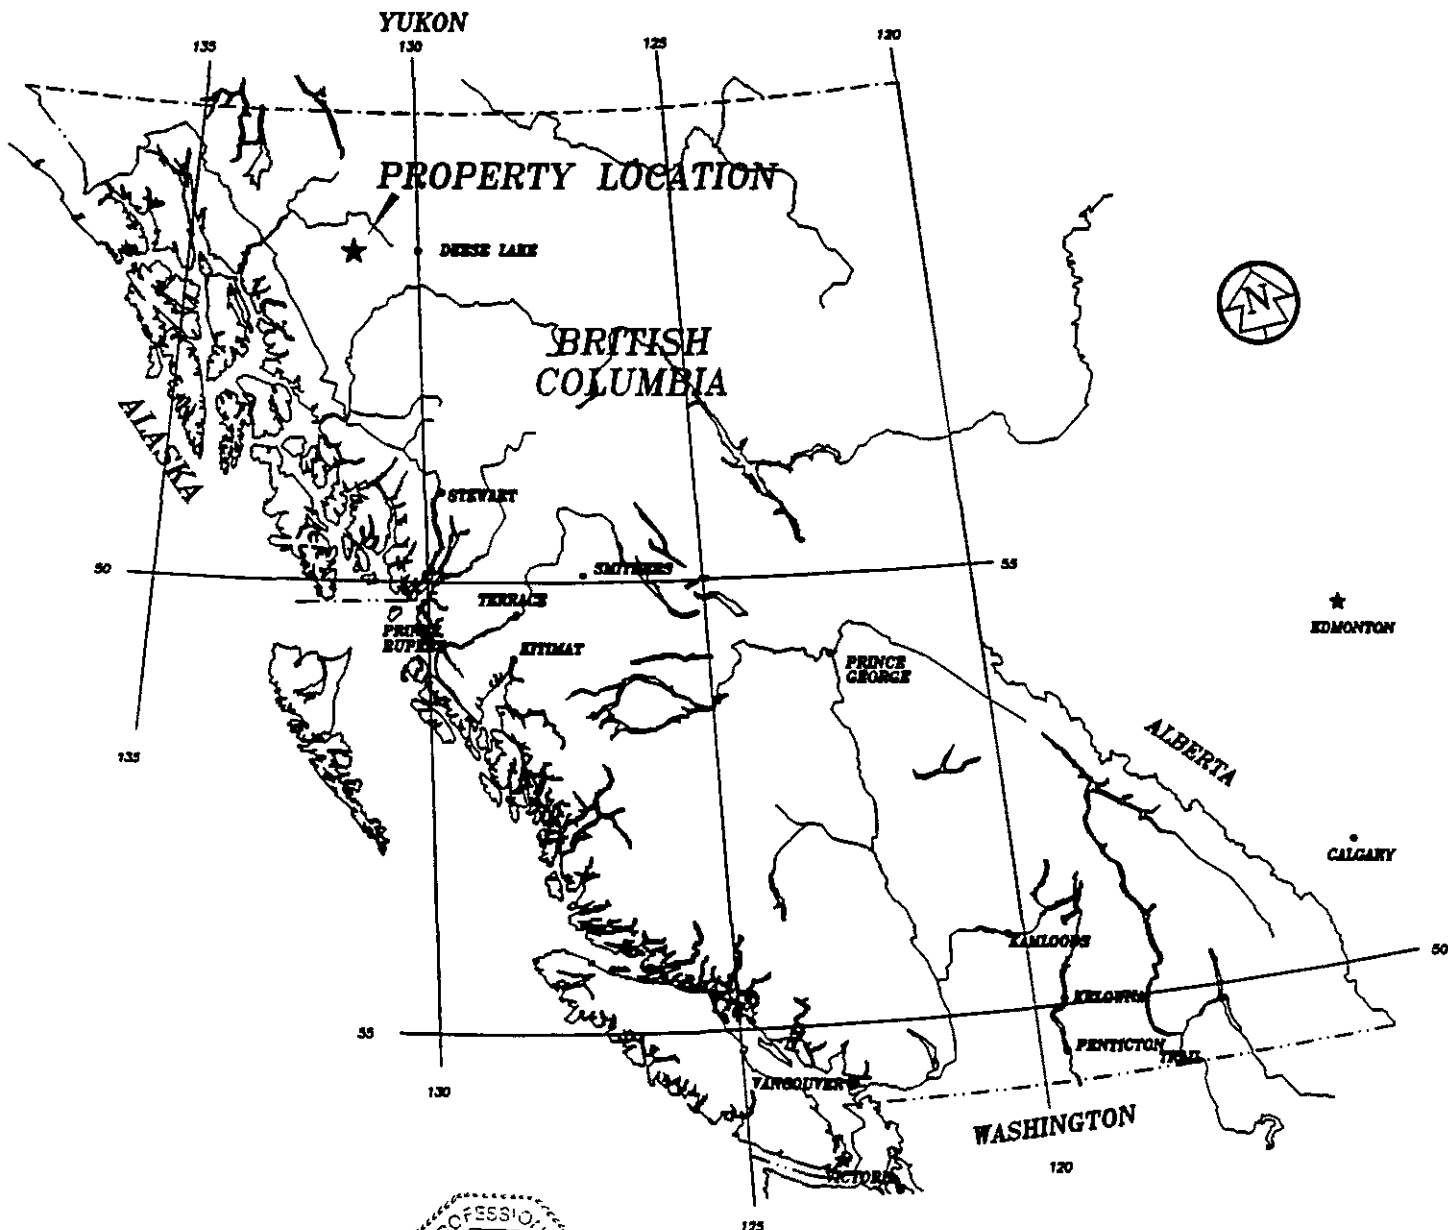 YUKON
135
130
125
120
PROPERTY LOCATION
DEESE LAKE
N
BRITISH
COLUMBIA
ALASKA
STEWART
50
55
SMITHERS
TERRACE
EDMONTON
PRINCE
RUPERT
KITIMAT
PRINCE
GEORGE
ALBERTA
135
CALGARY
KAMLOOPS
50
KELOWNA
55
PENTICTON
TRAIL
VANCOUVER
130
WASHINGTON
120
VICTORIA
125